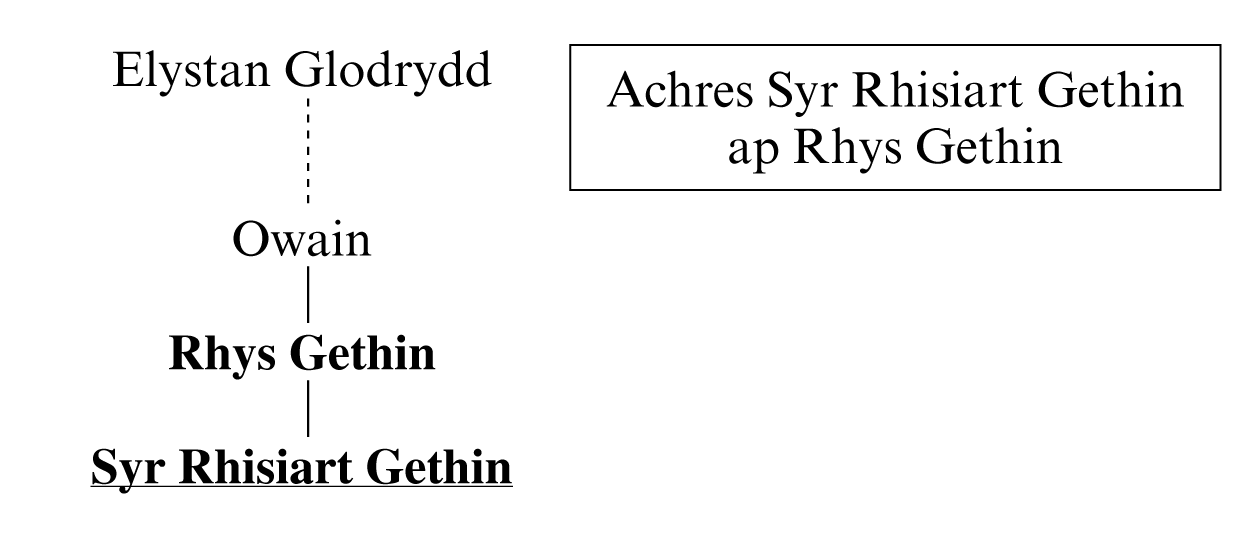 Elystan Glodrydd
Achres Syr Rhisiart Gethin
ap Rhys Gethin
Owain
Rhys Gethin
Syr Rhisiart Gethin